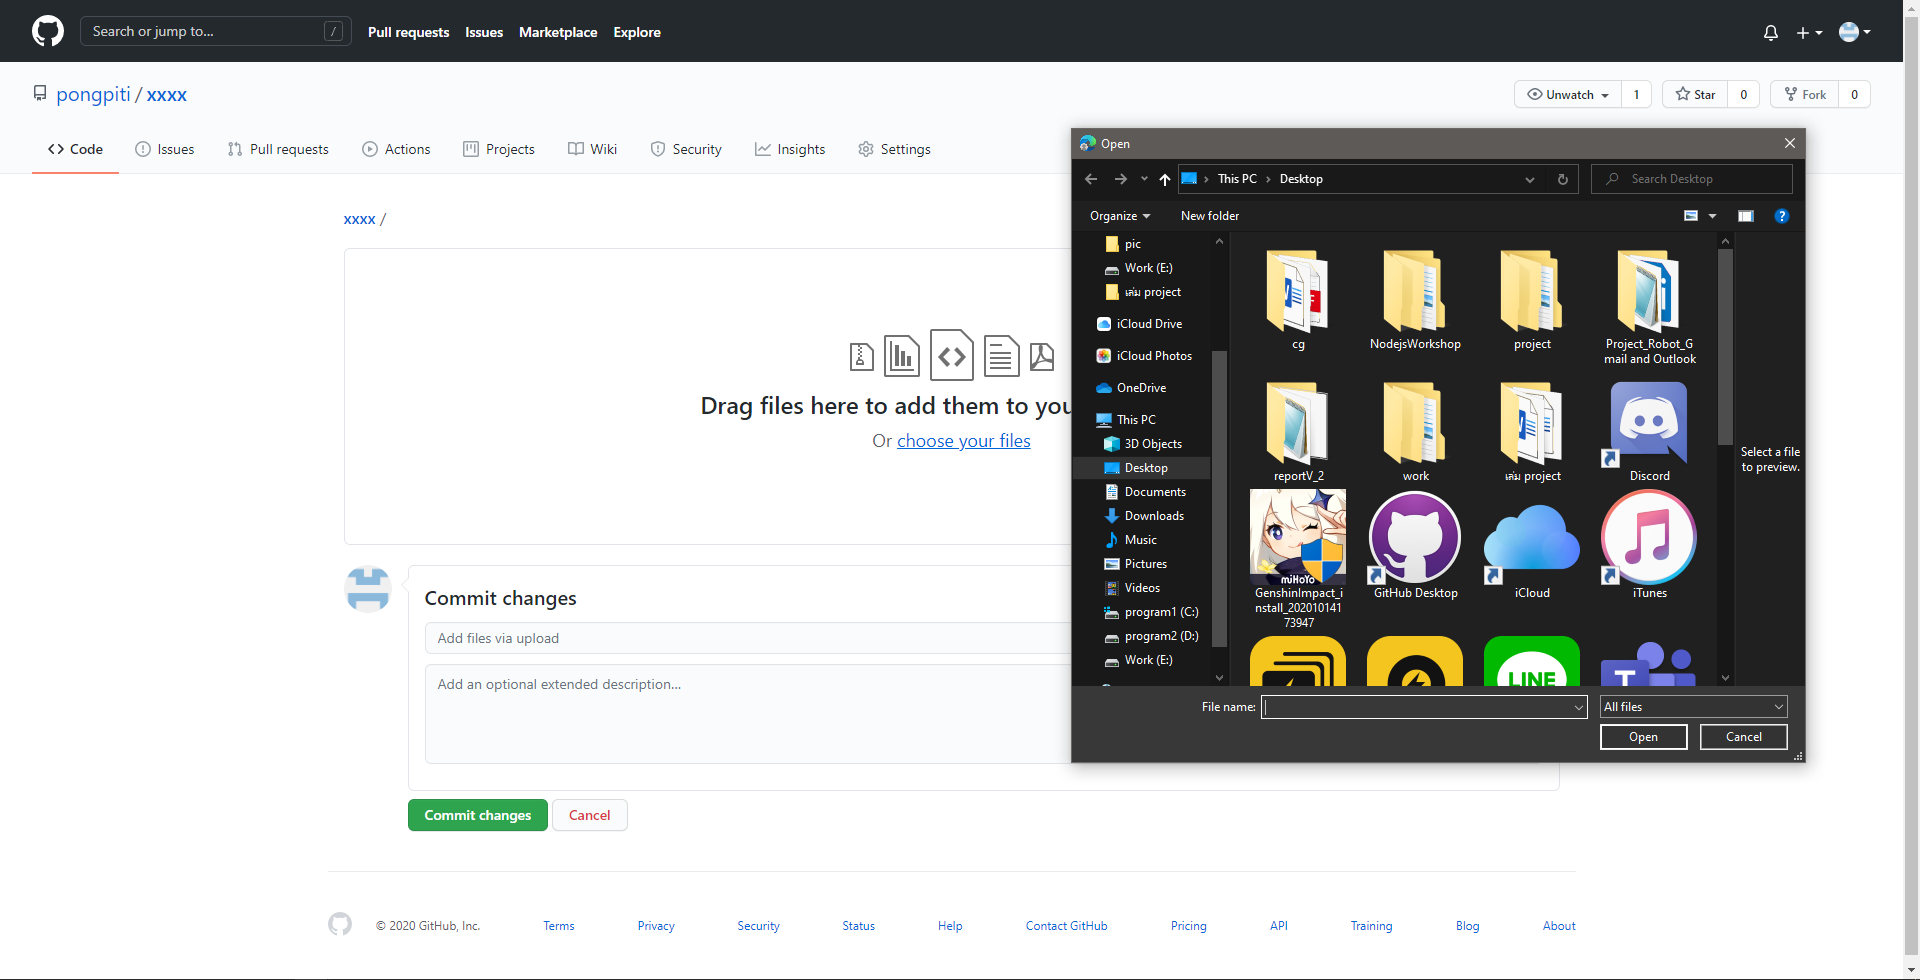 Search or jump to... /
Pull requests Issues Marketplace Explore
pongpiti / xxxx
Unwatch 1 Star 0 Fork 0
Code Issues Pull requests Actions Projects Wiki Security Insights Settings
xxxx /
Drag files here to add them to you
Or choose your files
Commit changes
Add files via upload
Add an optional extended description...
Commit changes Cancel
© 2020 GitHub, Inc. Terms Privacy Security Status Help Contact GitHub Pricing API Training Blog About
Open
This PC Desktop
Search Desktop
Organize New folder
pic
Work (E:)
เล่ม project
iCloud Drive
iCloud Photos
OneDrive
This PC
3D Objects
Desktop
Documents
Downloads
Music
Pictures
Videos
program1 (C:)
program2 (D:)
Work (E:)
cg
NodejsWorkshop
project
Project_Robot_G
mail and Outlook
reportV_2
work
เล่ม project
Discord
miHoYo
GenshinImpact_i
nstall_202010141
73947
GitHub Desktop
iCloud
iTunes
LINE
T
Select a file
to preview.
File name:
All files
Open Cancel